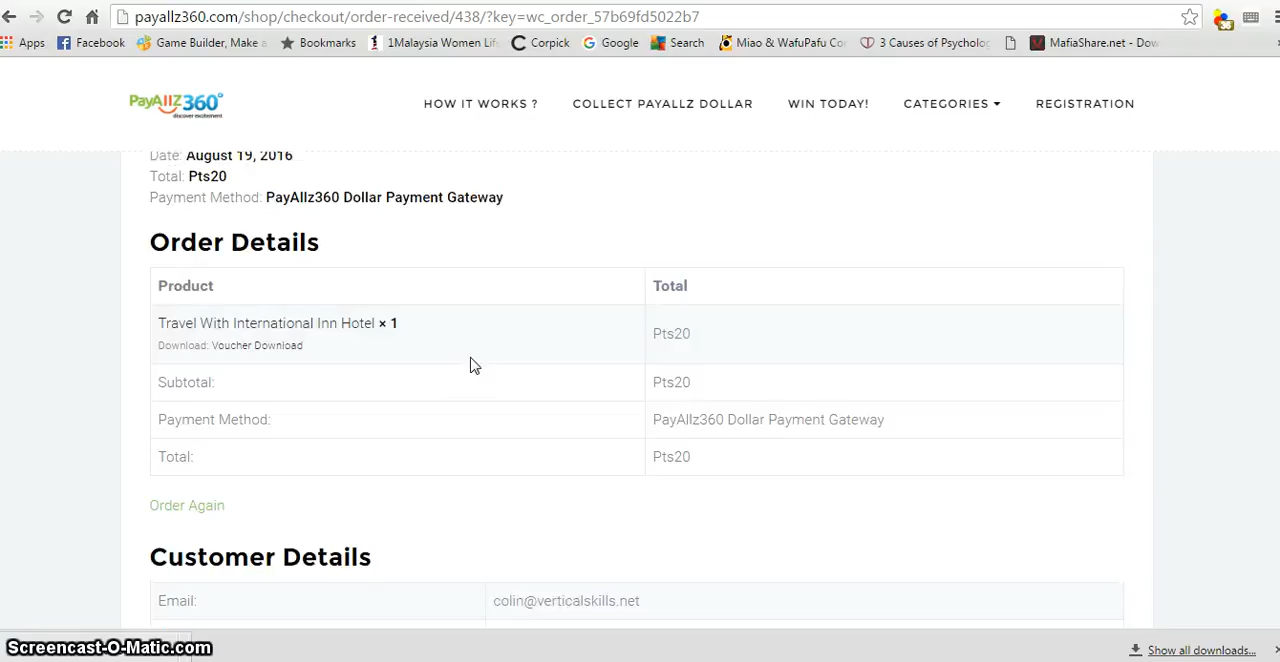 payallz360.com/shop/checkout/order-received/438/?key=wc_order_57b69fd5022b7
Apps Facebook Game Builder, Make a Bookmarks 1Malaysia Women Lif Corpick Google Search Miao & WafuPafu Co 3 Causes of Psycholog MafiaShare.net - Dow
PayAllZ360°
discover excitement
HOW IT WORKS ? COLLECT PAYALLZ DOLLAR WIN TODAY! CATEGORIES REGISTRATION
Date: August 19, 2016
Total: Pts20
Payment Method: PayAllz360 Dollar Payment Gateway
Order Details
Product Total
Travel With International Inn Hotel × 1
Download: Voucher Download
Pts20
Subtotal: Pts20
Payment Method: PayAllz360 Dollar Payment Gateway
Total: Pts20
Order Again
Customer Details
Email: colin@verticalskills.net
Screencast-O-Matic.com
Show all downloads...